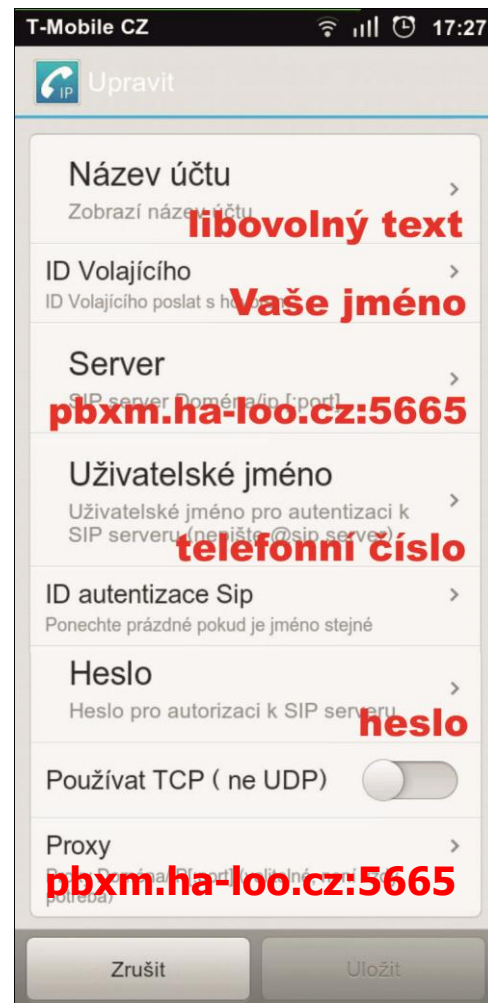 T-Mobile CZ 17:27
IP Upravit
Název účtu
Zobrazí název účtu
libovolný text
ID Volajícího
ID Volajícího poslat s
Vaše jméno
Server
SIP server Doména/ip [:port]
pbxm.ha-loo.cz:5665
Uživatelské jméno
Uživatelské jméno pro autentizaci k
SIP serveru (nepište @sip server)
telefonní číslo
ID autentizace Sip
Ponechte prázdné pokud je jméno stejné
Heslo
Heslo pro autorizaci k SIP serveru
heslo
Používat TCP ( ne UDP)
Proxy
pbxm.ha-loo.cz:5665
potřeba)
Zrušit Uložit